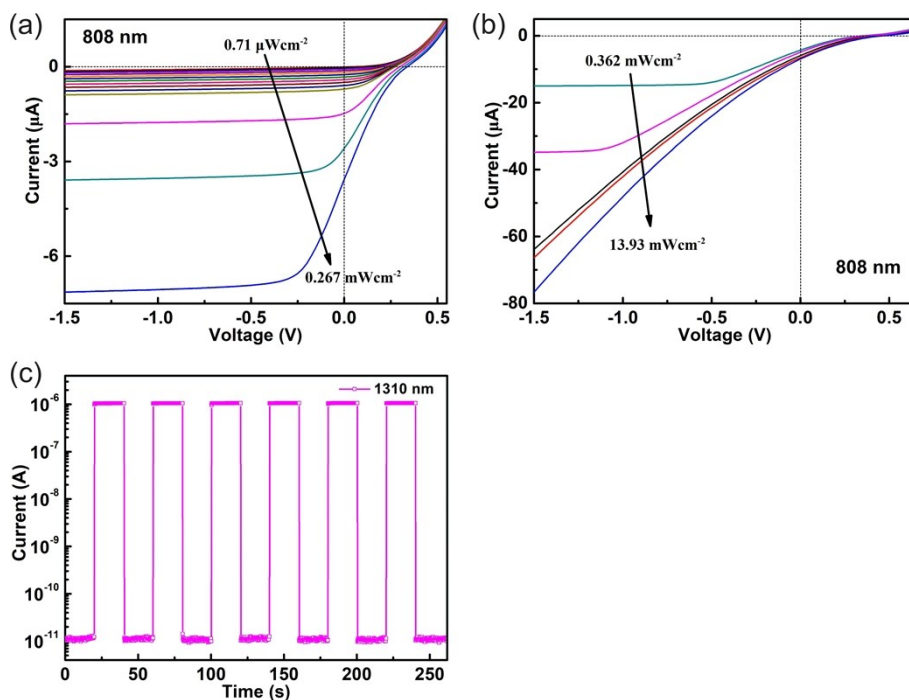 (a)
808 nm
0.71 μWcm⁻²
0.267 mWcm⁻²
0
-3
-6
Current (μA)
-1.5 -1.0 -0.5 0.0 0.5
Voltage (V)
(b)
0.362 mWcm⁻²
13.93 mWcm⁻²
808 nm
0
-20
-40
-60
-80
Current (μA)
-1.5 -1.0 -0.5 0.0 0.5
Voltage (V)
(c)
1310 nm
10⁻⁶
10⁻⁷
10⁻⁸
10⁻⁹
10⁻¹⁰
10⁻¹¹
Current (A)
0 50 100 150 200 250
Time (s)